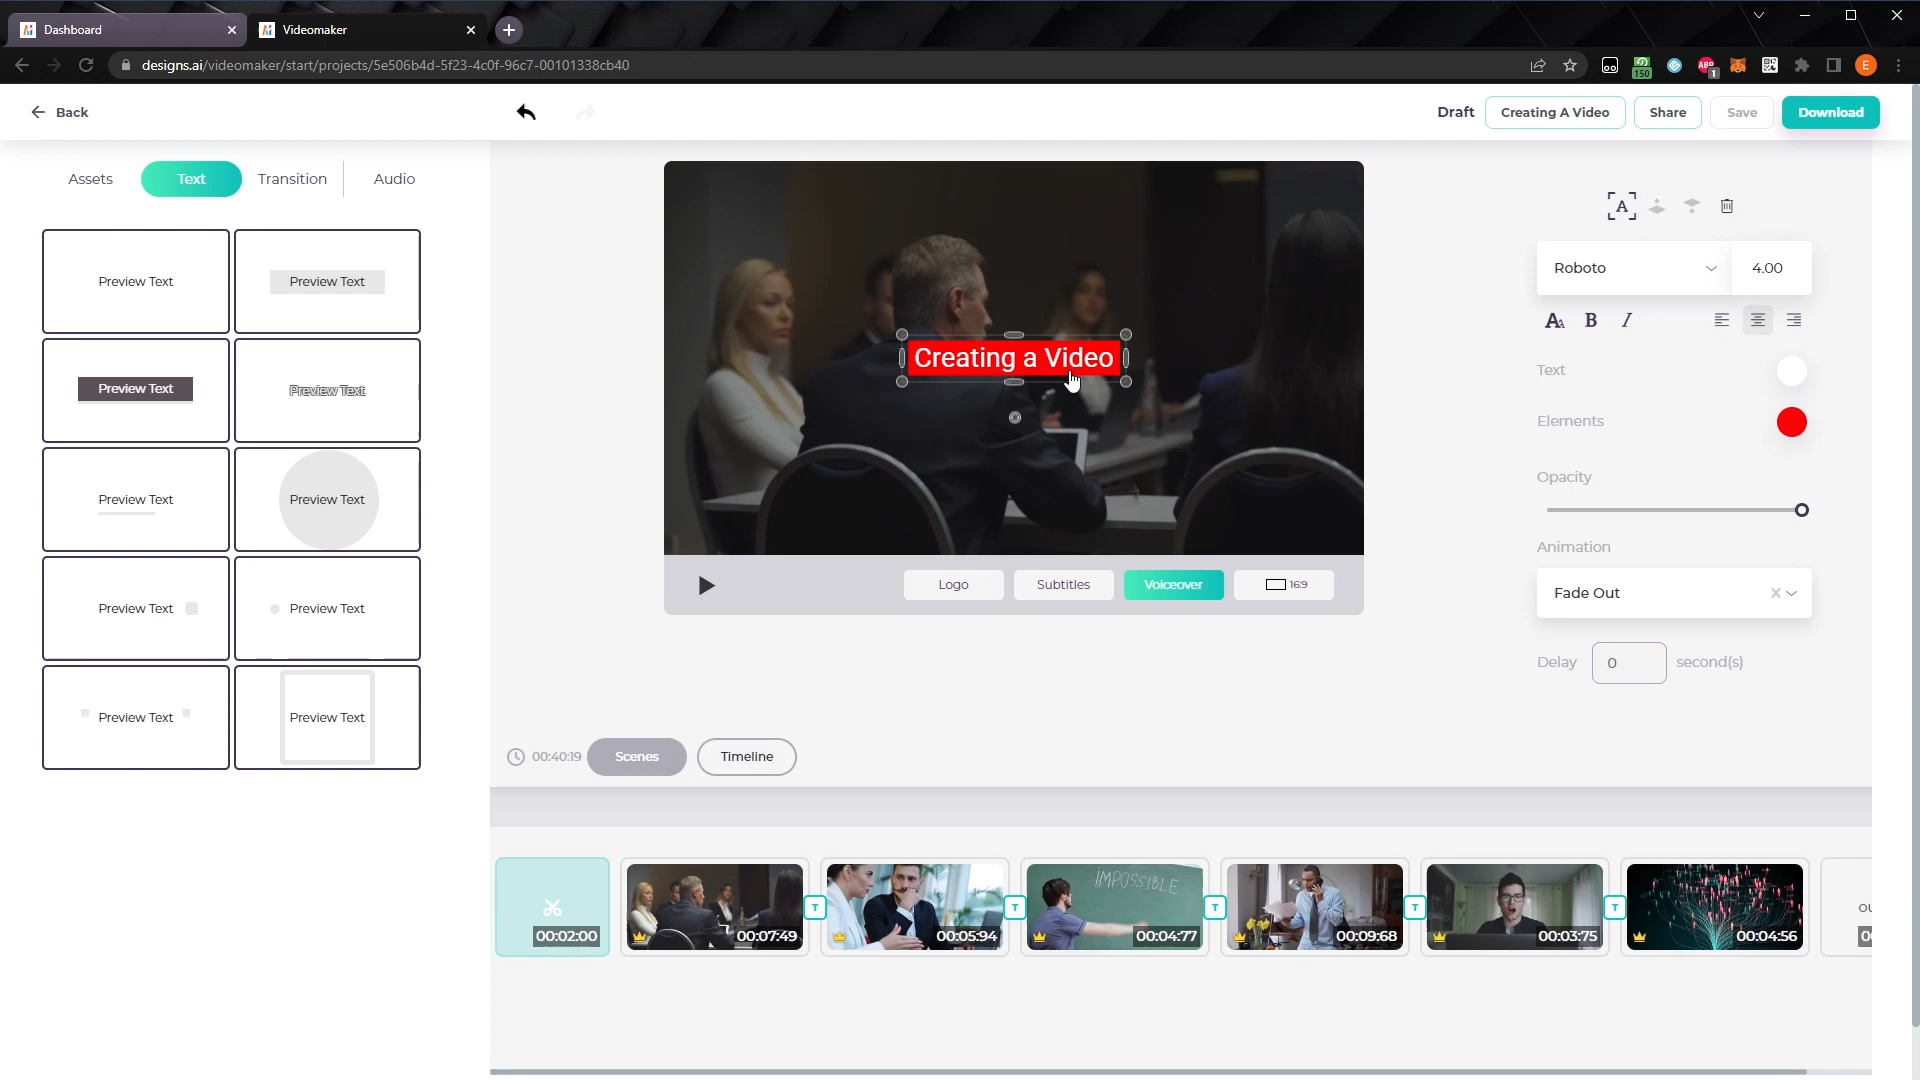 Dashboard
Videomaker
designs.ai/videomaker/start/projects/5e506b4d-5f23-4c0f-96c7-00101338cb40
150
ABP
1
E
Back
Draft
Creating A Video
Share
Save
Download
Assets
Text
Transition
Audio
Preview Text
Preview Text
Preview Text
Preview Text
Preview Text
Preview Text
Preview Text
Preview Text
Preview Text
Preview Text
Creating a Video
Logo
Subtitles
Voiceover
16:9
A
Roboto
4.00
AA
B
I
Text
Elements
Opacity
Animation
Fade Out
Delay
0
second(s)
00:40:19
Scenes
Timeline
00:02:00
00:07:49
T
00:05:94
T
IMPOSSIBLE
00:04:77
T
00:09:68
T
00:03:75
T
00:04:56